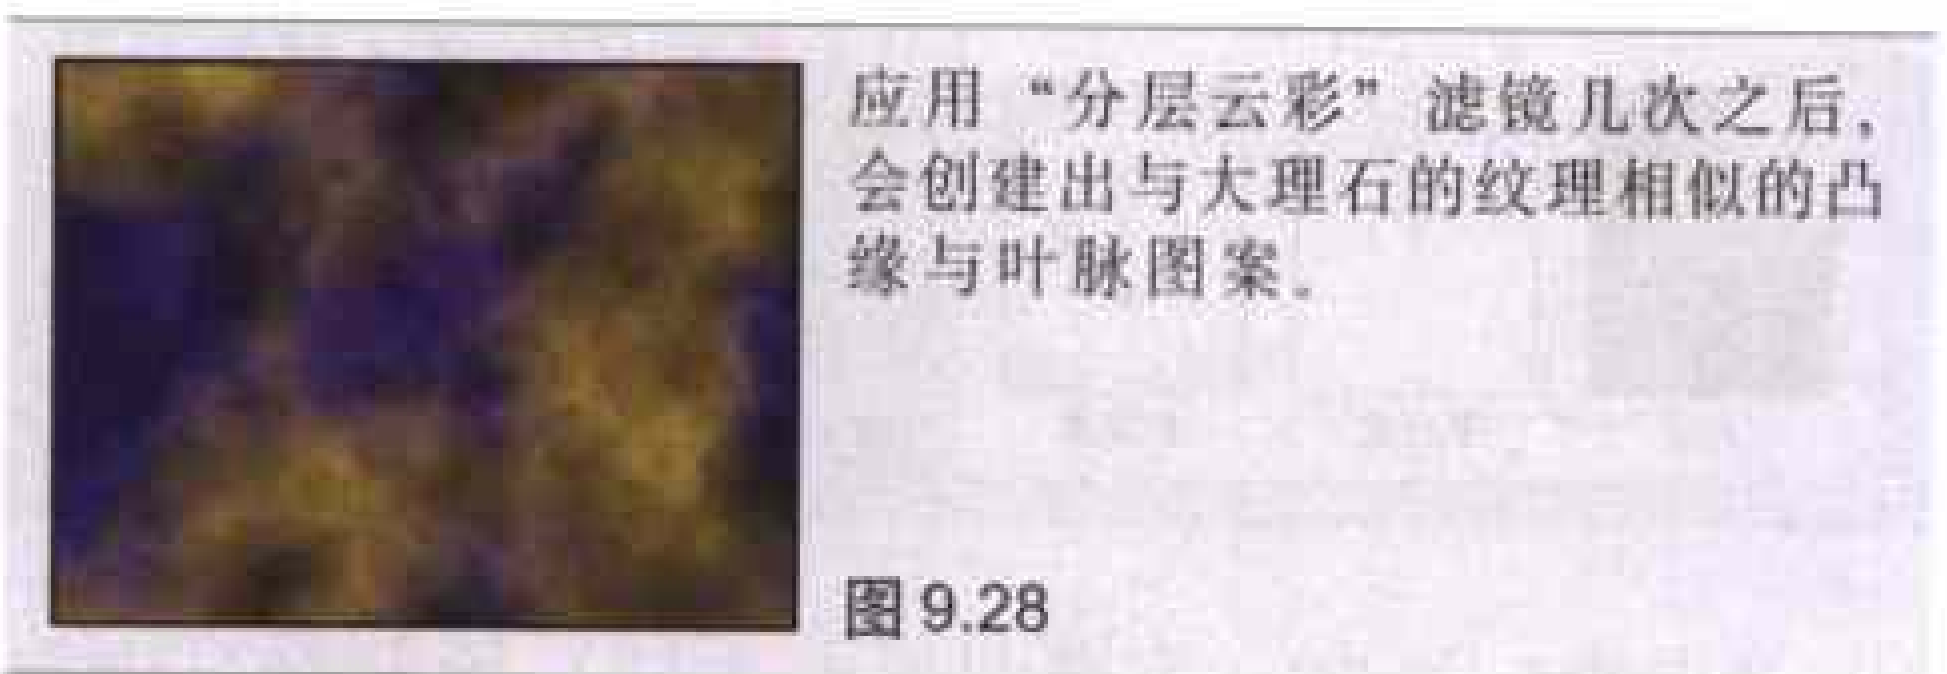 应用“分层云彩”滤镜几次之后，
会创建出与大理石的纹理相似的凸
缘与叶脉图案。
图 9.28